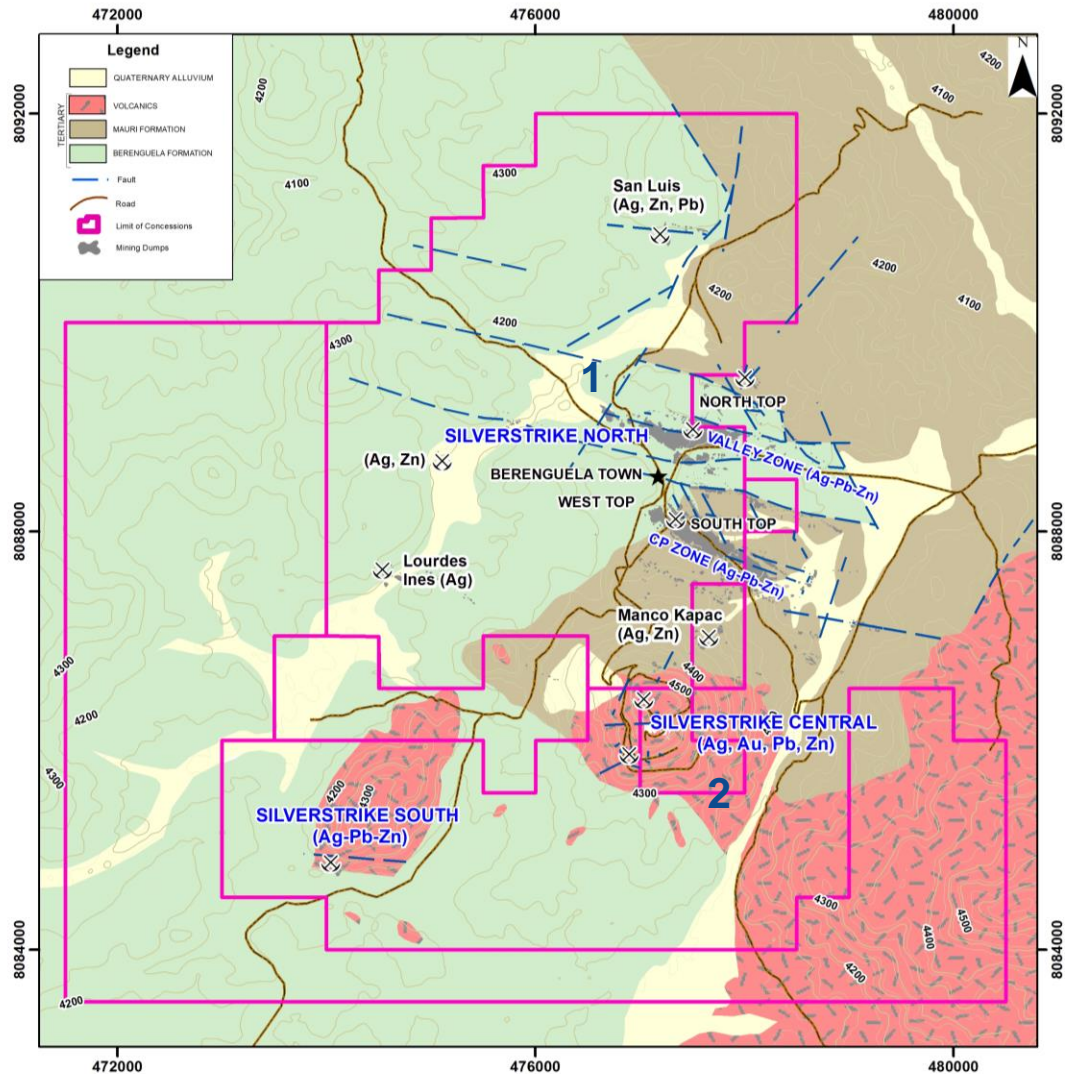 472000
476000
480000
N
8092000
8088000
8084000
Legend
QUATERNARY ALLUVIUM
TERTIARY
VOLCANICS
MAURI FORMATION
BERENGUELA FORMATION
Fault
Road
Limit of Concessions
Mining Dumps
4200
4200
4100
4100
4300
San Luis
(Ag, Zn, Pb)
4200
4200
4100
4200
4300
1
NORTH TOP
SILVERSTRIKE NORTH
VALLEY ZONE (Ag-Pb-Zn)
(Ag, Zn)
BERENGUELA TOWN
WEST TOP
SOUTH TOP
8092000
8088000
8084000
CP ZONE (Ag-Pb-Zn)
Lourdes
Ines (Ag)
Manco Kapac
(Ag, Zn)
4300
4400
4500
4200
SILVERSTRIKE CENTRAL
(Ag, Au, Pb, Zn)
4300
4200
4300
4300
2
SILVERSTRIKE SOUTH
(Ag-Pb-Zn)
4300
4500
4400
4200
4200
472000
476000
480000